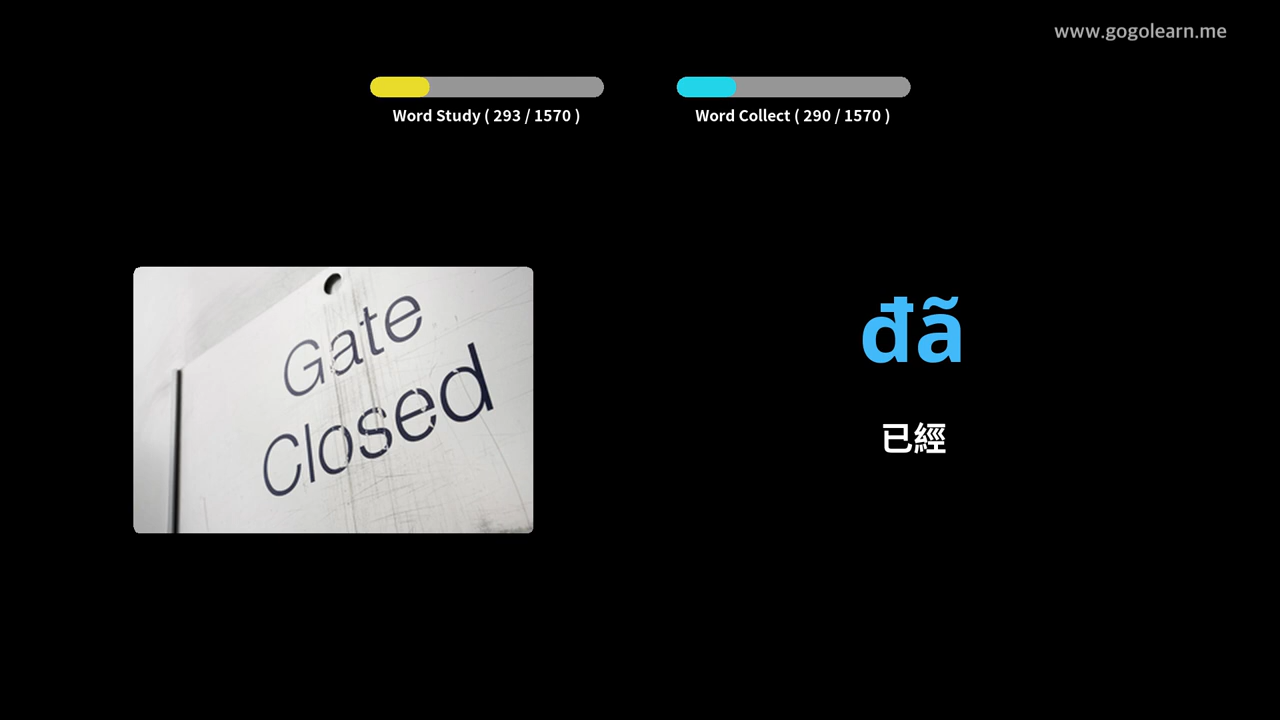 www.gogolearn.me
Word Study ( 293 / 1570 )
Word Collect ( 290 / 1570 )
Gate
Closed
đã
已經